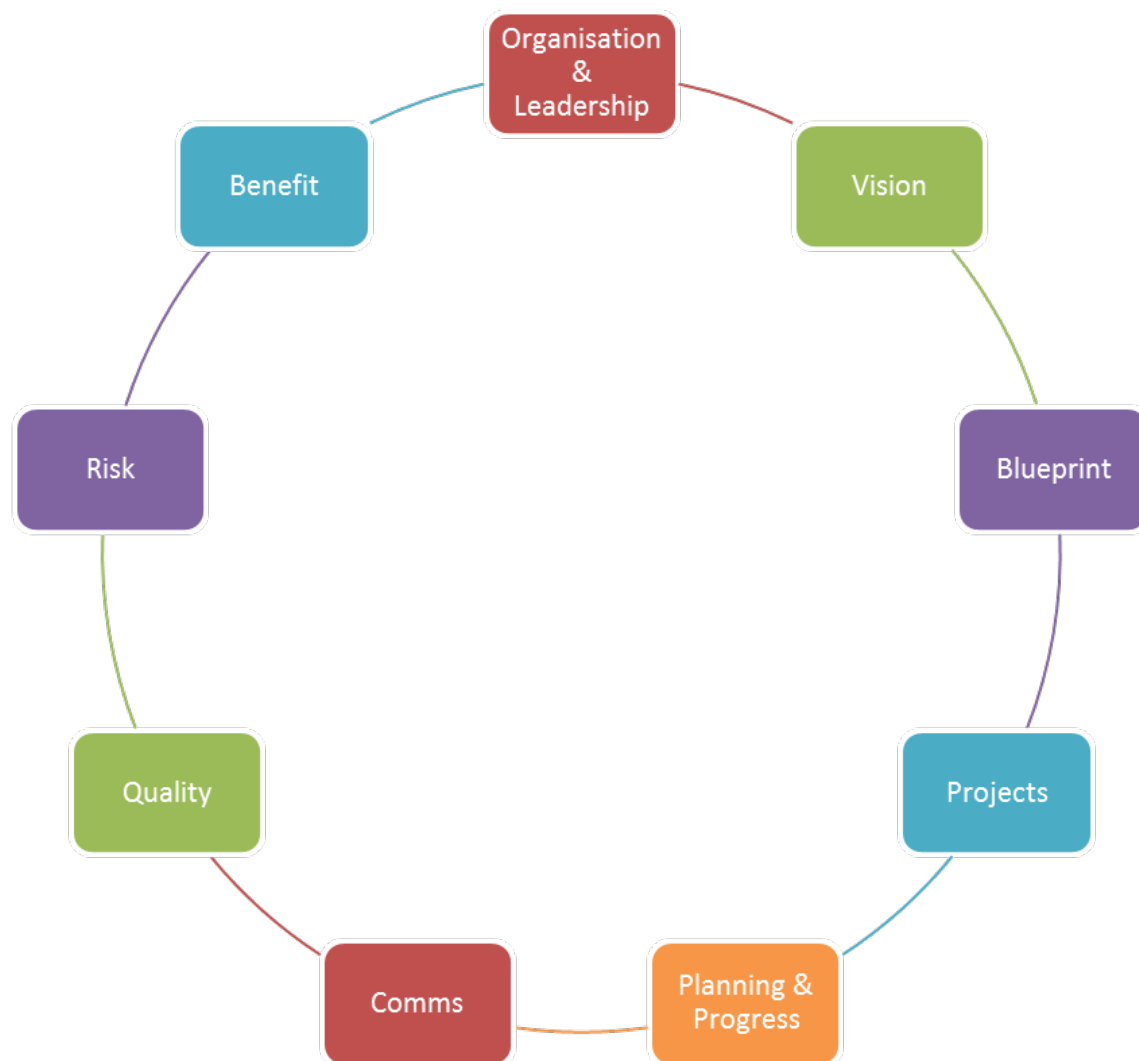 Organisation
&
Leadership
Vision
Blueprint
Projects
Planning &
Progress
Comms
Quality
Risk
Benefit